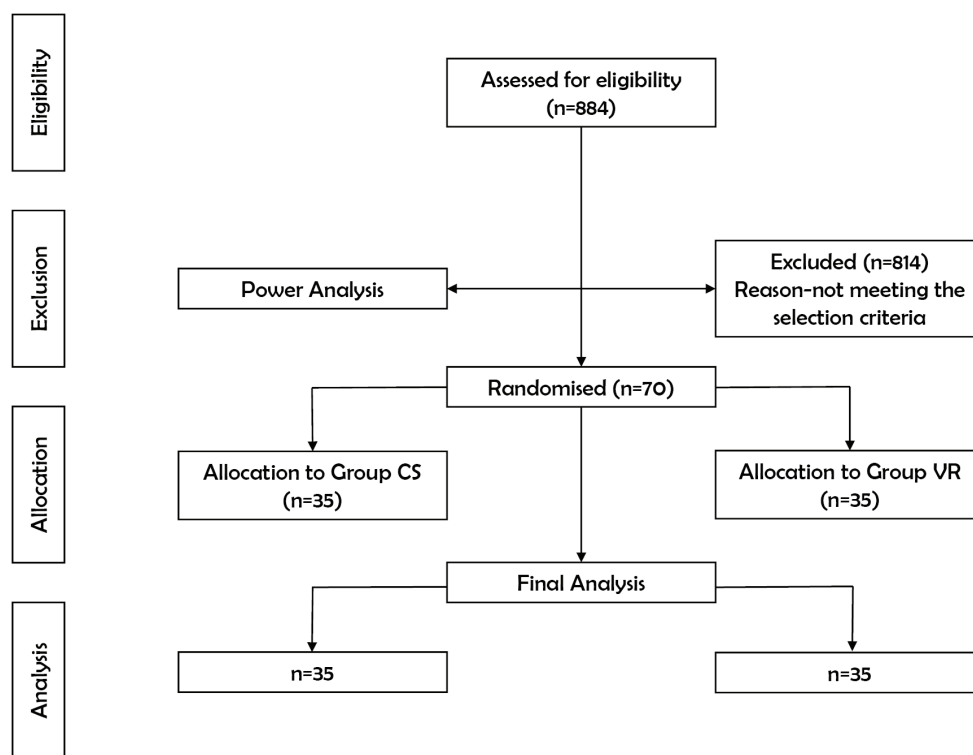 Eligibility
Assessed for eligibility
(n=884)
Exclusion
Power Analysis
Excluded (n=814)
Reason-not meeting the
selection criteria
Randomised (n=70)
Allocation
Allocation to Group CS
(n=35)
Allocation to Group VR
(n=35)
Final Analysis
Analysis
n=35
n=35